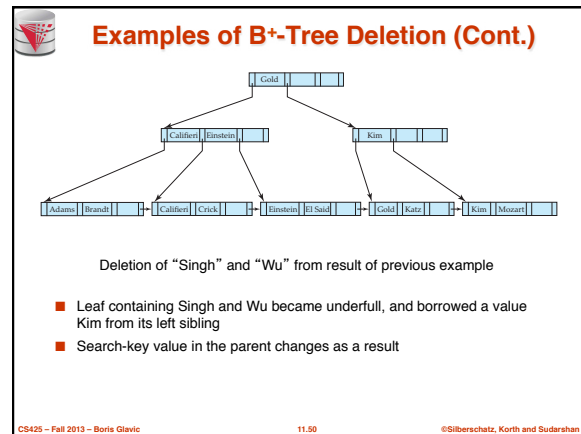 Examples of B+-Tree Deletion (Cont.)
Gold
Califieri Einstein
Kim
Adams Brandt
Califieri Crick
Einstein El Said
Gold Katz
Kim Mozart
Deletion of “Singh” and “Wu” from result of previous example
■ Leaf containing Singh and Wu became underfull, and borrowed a value
Kim from its left sibling
■ Search-key value in the parent changes as a result
CS425 – Fall 2013 – Boris Glavic
11.50
©Silberschatz, Korth and Sudarshan